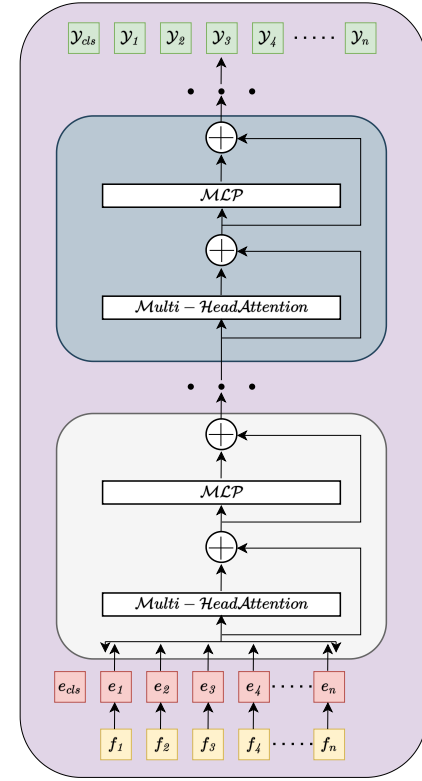 𝒴cls 𝒴1 𝒴2 𝒴3 𝒴4 ····· 𝒴n
• • •
MLP
Multi − HeadAttention
• • •
MLP
Multi − HeadAttention
ecls e1 e2 e3 e4 ····· en
f1 f2 f3 f4 ····· fn